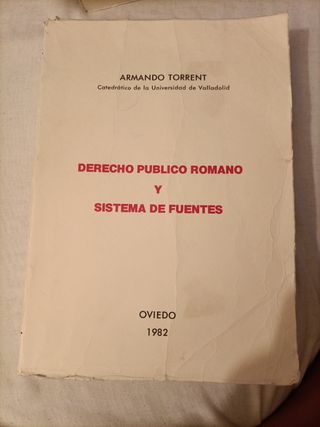 ARMANDO TORRENT
Catedrático de la Universidad de Valladolid
DERECHO PUBLICO ROMANO
Y
SISTEMA DE FUENTES
OVIEDO
1982